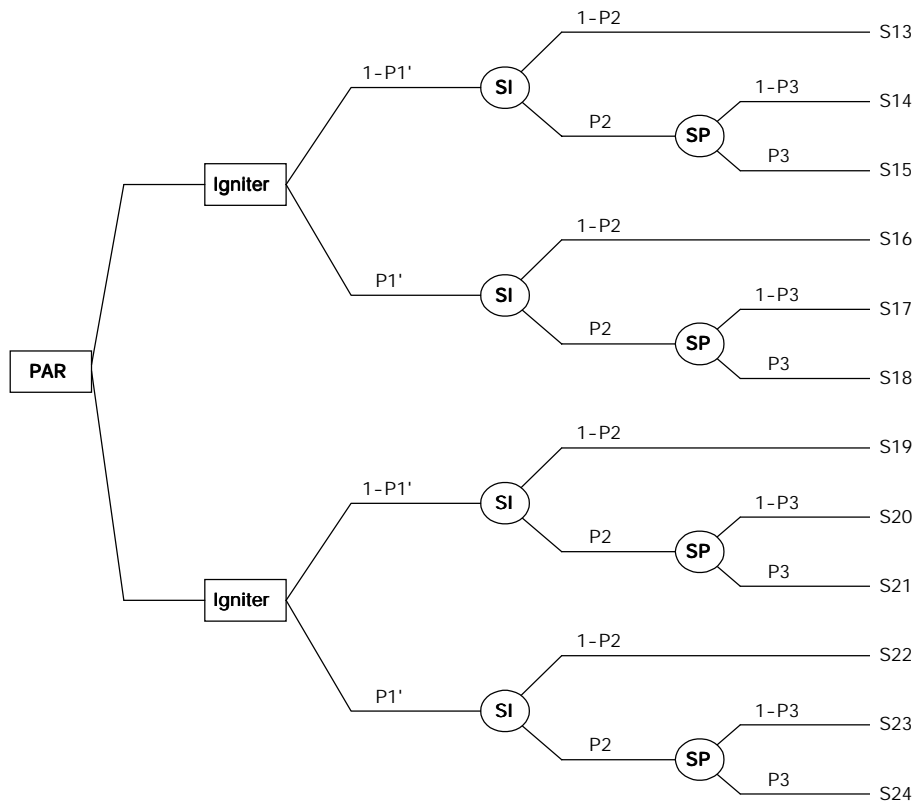 1-P2
S13
1-P1'
SI
1-P3
S14
P2
SP
P3
S15
Igniter
1-P2
S16
P1'
SI
1-P3
S17
P2
SP
P3
S18
PAR
1-P2
S19
1-P1'
SI
1-P3
S20
P2
SP
P3
S21
Igniter
1-P2
S22
P1'
SI
1-P3
S23
P2
SP
P3
S24